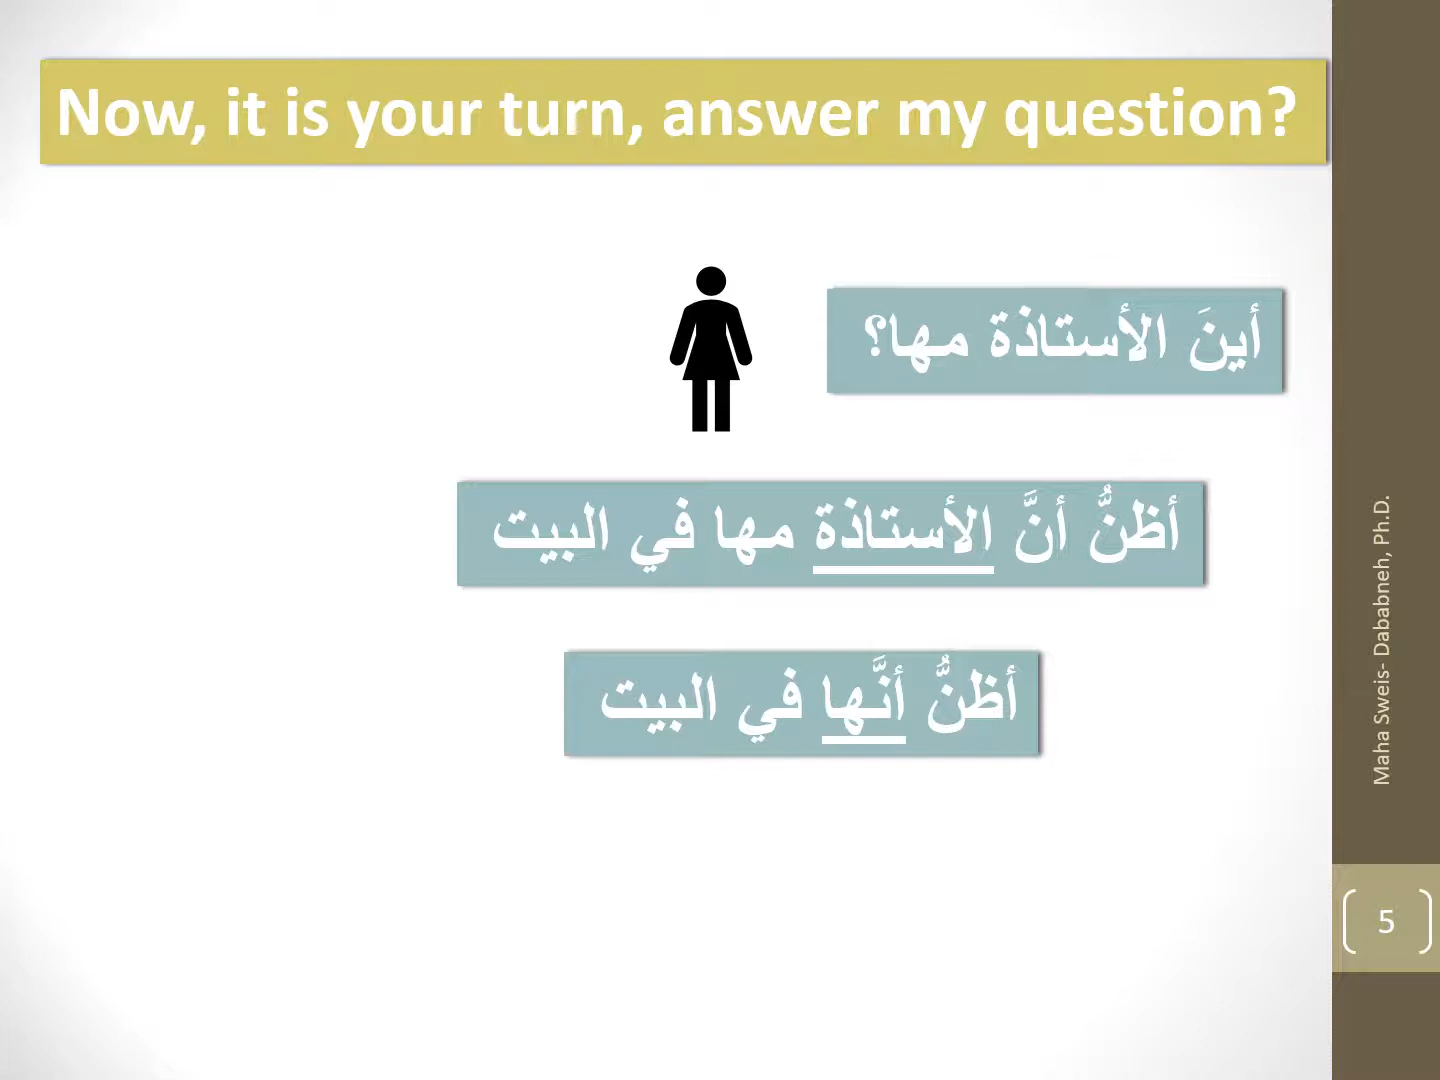 Now, it is your turn, answer my question?
أينَ الأستاذة مها؟
أظنُّ أنَّ الأستاذة مها في البيت
أظنُّ أنَّها في البيت
Maha Sweis- Dababneh, Ph.D.
5